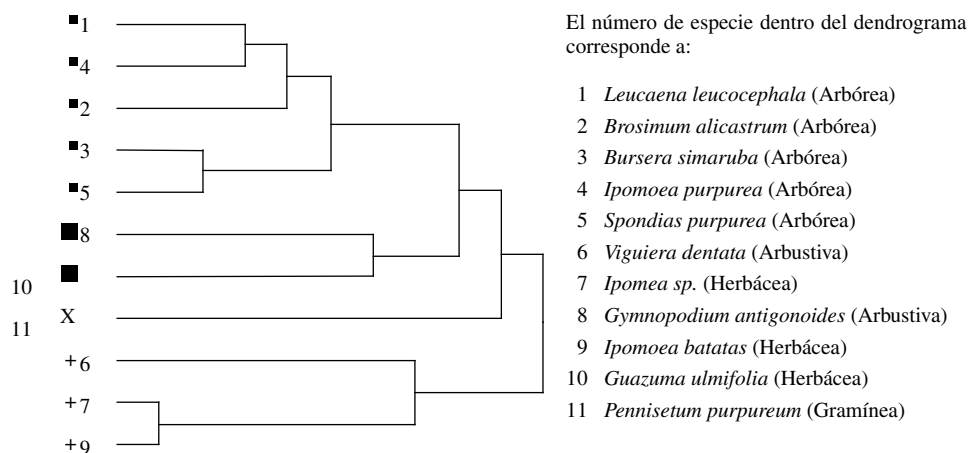 1
4
2
3
5
8
10
X
11
+6
+7
+9
El número de especie dentro del dendrograma
corresponde a:
1 Leucaena leucocephala (Arbórea)
2 Brosimum alicastrum (Arbórea)
3 Bursera simaruba (Arbórea)
4 Ipomoea purpurea (Arbórea)
5 Spondias purpurea (Arbórea)
6 Viguiera dentata (Arbustiva)
7 Ipomea sp. (Herbácea)
8 Gymnopodium antigonoides (Arbustiva)
9 Ipomoea batatas (Herbácea)
10 Guazuma ulmifolia (Herbácea)
11 Pennisetum purpureum (Gramínea)